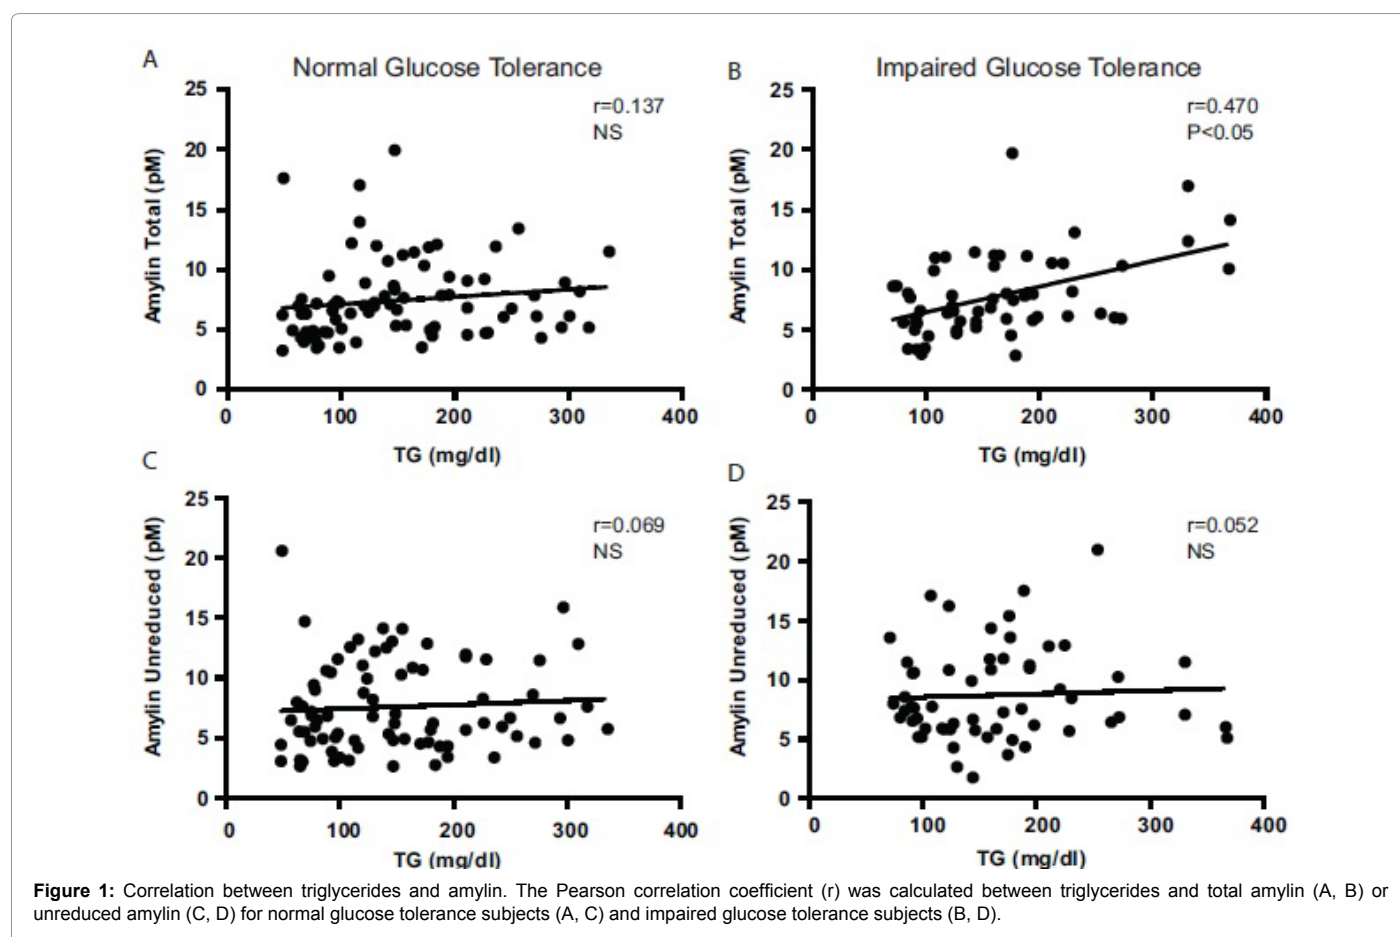 A
Normal Glucose Tolerance
r=0.137
NS
Amylin Total (pM)
25
20
15
10
5
0
0 100 200 300 400
TG (mg/dl)
B
Impaired Glucose Tolerance
r=0.470
P<0.05
Amylin Total (pM)
25
20
15
10
5
0
0 100 200 300 400
TG (mg/dl)
C
r=0.069
NS
Amylin Unreduced (pM)
25
20
15
10
5
0
0 100 200 300 400
TG (mg/dl)
D
r=0.052
NS
Amylin Unreduced (pM)
25
20
15
10
5
0
0 100 200 300 400
TG (mg/dl)
Figure 1: Correlation between triglycerides and amylin. The Pearson correlation coefficient (r) was calculated between triglycerides and total amylin (A, B) or
unreduced amylin (C, D) for normal glucose tolerance subjects (A, C) and impaired glucose tolerance subjects (B, D).